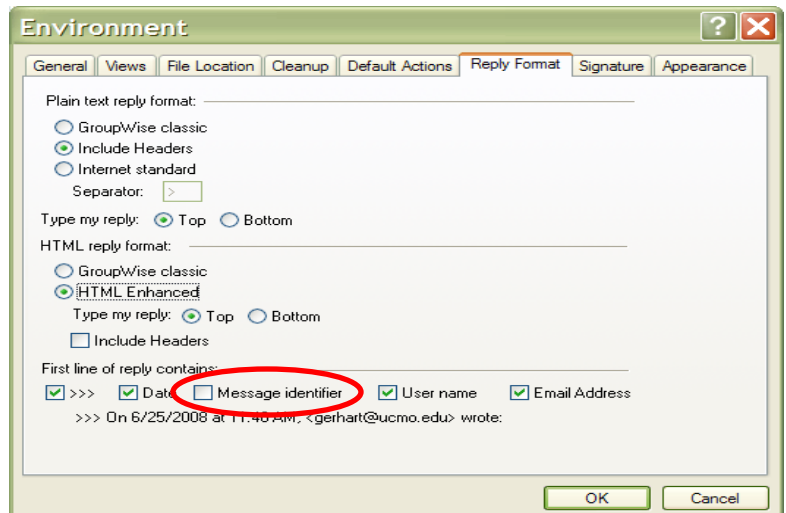 Environment
General Views File Location Cleanup Default Actions Reply Format Signature Appearance
Plain text reply format:
GroupWise classic
Include Headers
Internet standard
Separator: >
Type my reply: Top Bottom
HTML reply format:
GroupWise classic
HTML Enhanced
Type my reply: Top Bottom
Include Headers
First line of reply contains:
>>> Date Message identifier User name Email Address
>>> On 6/25/2008 at 11:46 AM, <gerhart@ucmo.edu> wrote:
OK Cancel